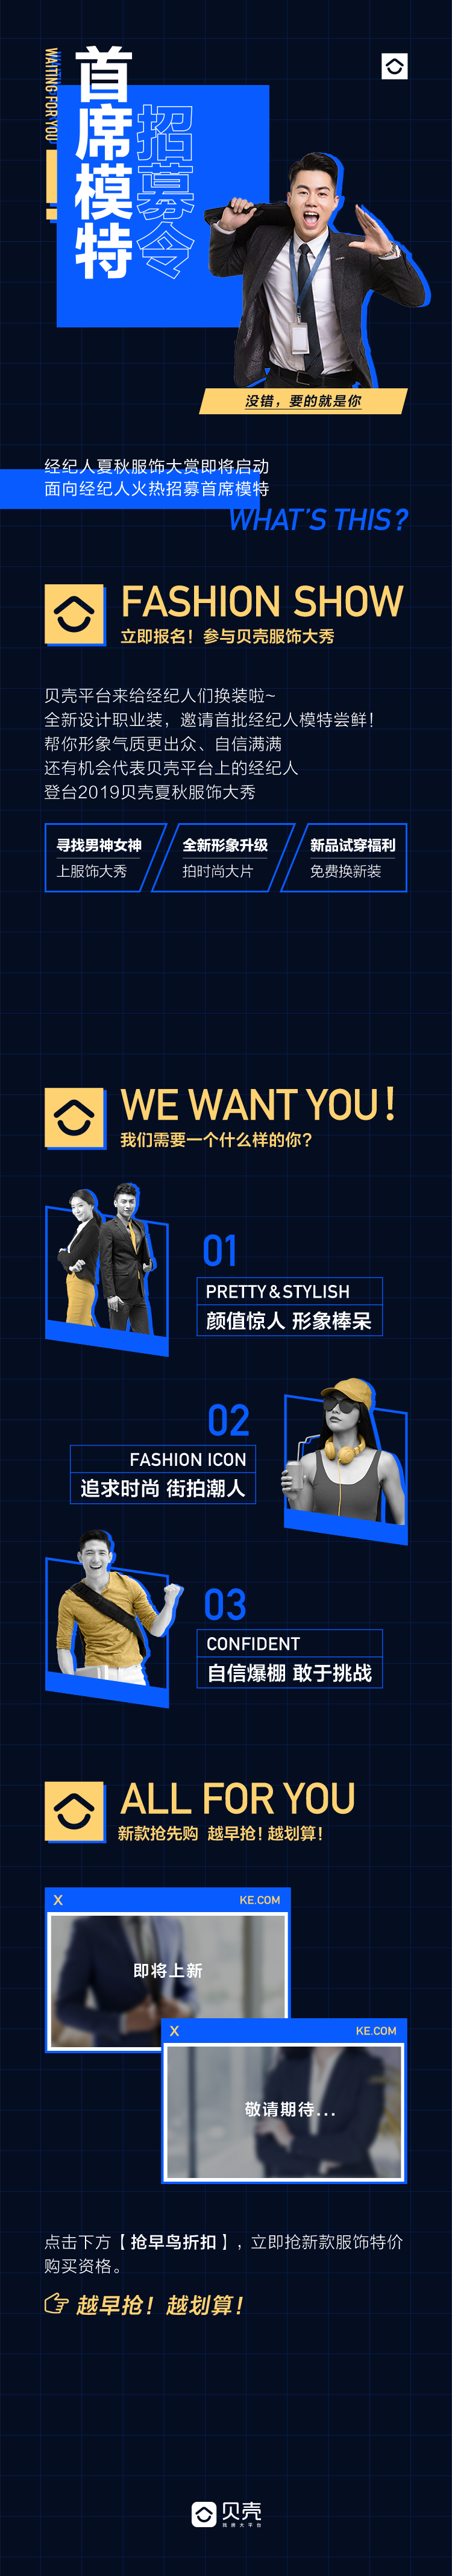 WAITING FOR YOU!
首席模特
招募令
没错，要的就是你
经纪人夏秋服饰大赏即将启动
面向经纪人火热招募首席模特
WHAT'S THIS?
FASHION SHOW
立即报名！参与贝壳服饰大秀
贝壳平台来给经纪人们换装啦~
全新设计职业装，邀请首批经纪人模特尝鲜！
帮你形象气质更出众、自信满满
还有机会代表贝壳平台上的经纪人
登台2019贝壳夏秋服饰大秀
寻找男神女神
上服饰大秀
全新形象升级
拍时尚大片
新品试穿福利
免费换新装
WE WANT YOU！
我们需要一个什么样的你？
01
PRETTY & STYLISH
颜值惊人 形象棒呆
02
FASHION ICON
追求时尚 街拍潮人
03
CONFIDENT
自信爆棚 敢于挑战
ALL FOR YOU
新款抢先购 越早抢！越划算！
X KE.COM
即将上新
X KE.COM
敬请期待...
点击下方【抢早鸟折扣】，立即抢新款服饰特价
购买资格。
越早抢！越划算！
贝壳
找房大平台